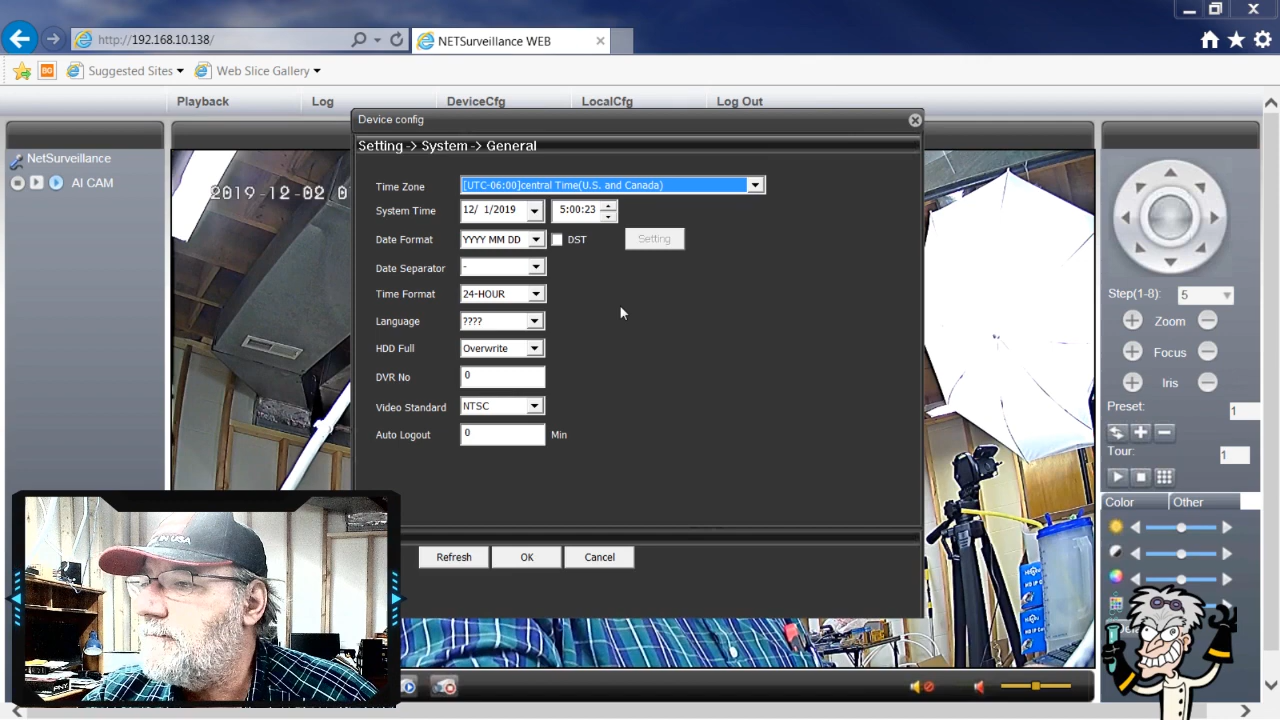 http://192.168.10.138/
NETSurveillance WEB
BG
Suggested Sites
Web Slice Gallery
Playback
Log
DeviceCfg
LocalCfg
Log Out
Device config
NetSurveillance
AI CAM
2019-12-02 0
Setting -> System -> General
Time Zone
[UTC-06:00]central Time(U.S. and Canada)
System Time
12/ 1/2019
5:00:23
Date Format
YYYY MM DD
DST
Setting
Date Separator
-
Time Format
24-HOUR
Language
????
HDD Full
Overwrite
DVR No
0
Video Standard
NTSC
Auto Logout
0
Min
Refresh
OK
Cancel
Step(1-8):
5
Zoom
Focus
Iris
Preset:
1
Tour:
1
Color
Other
IN USA